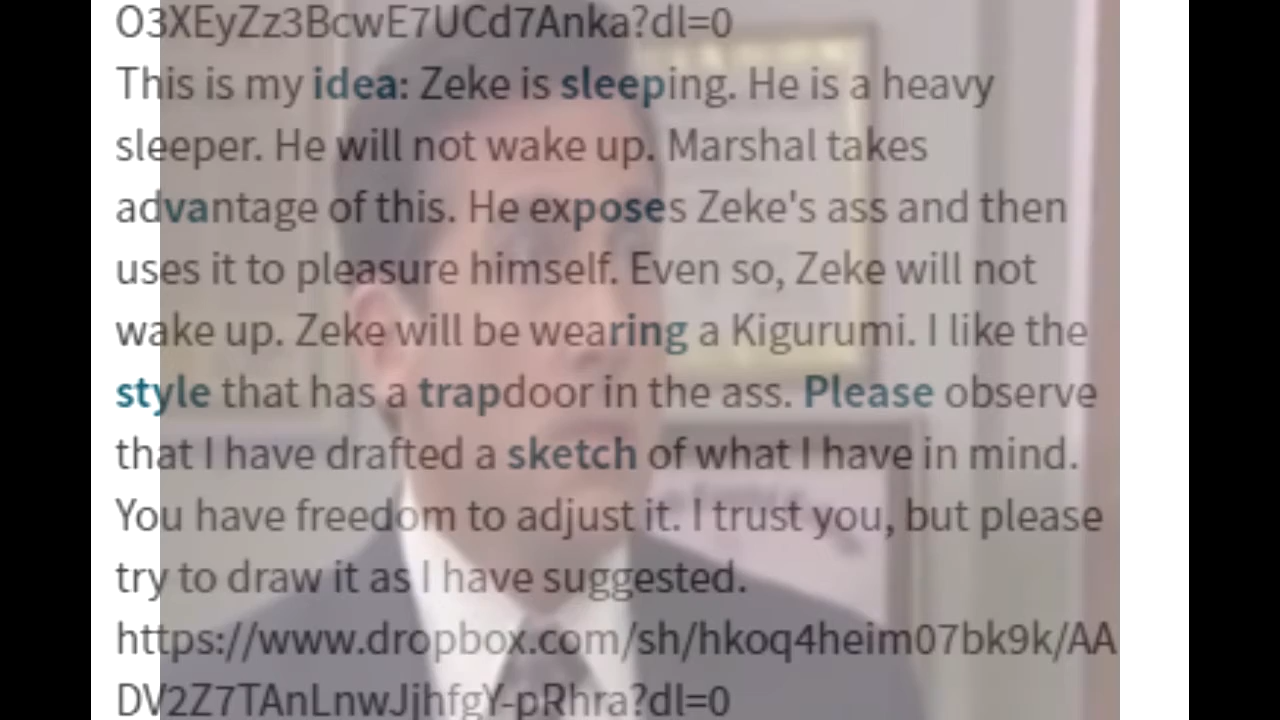 O3XEyZz3BcwE7UCd7Anka?dl=0
This is my idea: Zeke is sleeping. He is a heavy
sleeper. He will not wake up. Marshal takes
advantage of this. He exposes Zeke's ass and then
uses it to pleasure himself. Even so, Zeke will not
wake up. Zeke will be wearing a Kigurumi. I like the
style that has a trapdoor in the ass. Please observe
that I have drafted a sketch of what I have in mind.
You have freedom to adjust it. I trust you, but please
try to draw it as I have suggested.
https://www.dropbox.com/sh/hkoq4heim07bk9k/AA
DV2Z7TAnLnwJjhfgY-pRhra?dl=0